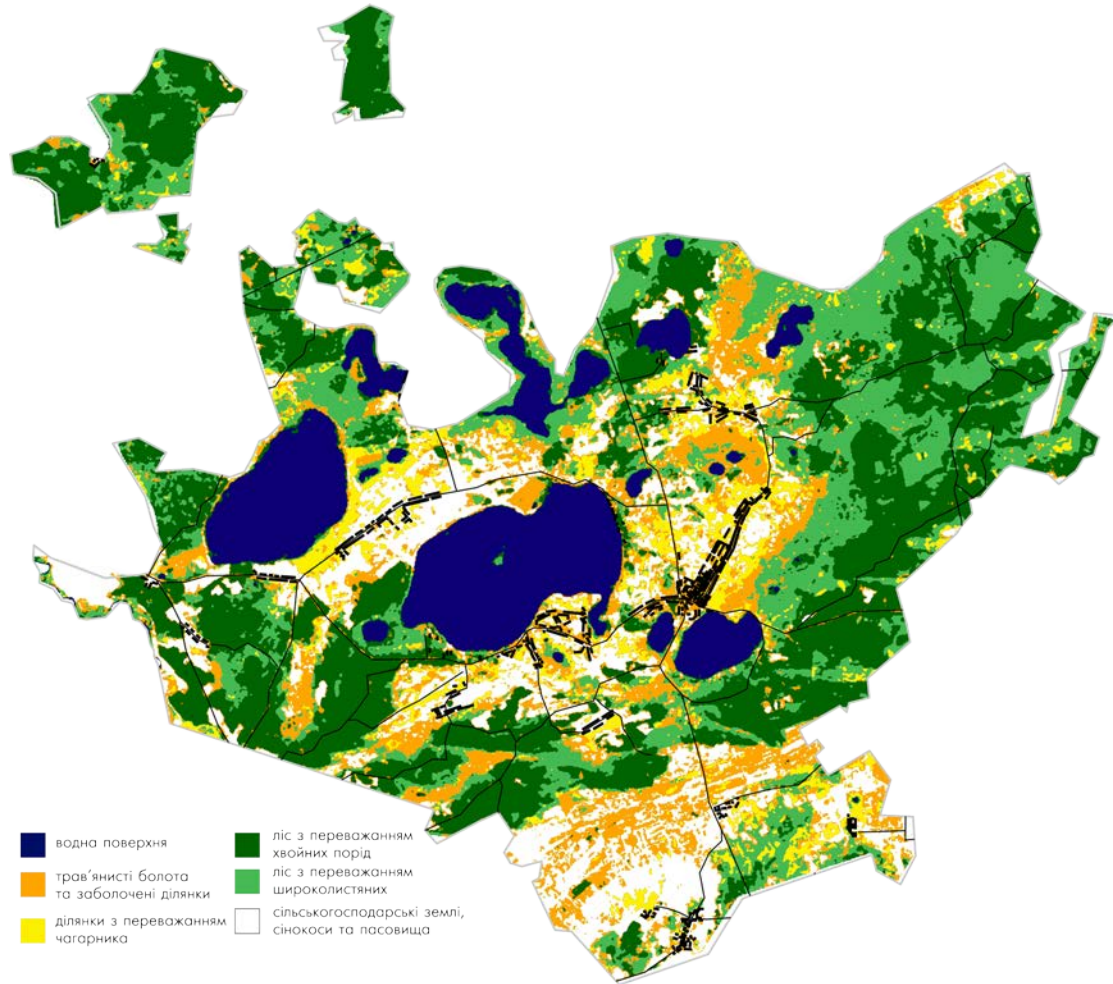 водна поверхня
трав'янисті болота
та заболочені ділянки
ділянки з переважанням
чагарника
ліс з переважанням
хвойних порід
ліс з переважанням
широколистяних
сільськогосподарські землі,
сінокоси та пасовища